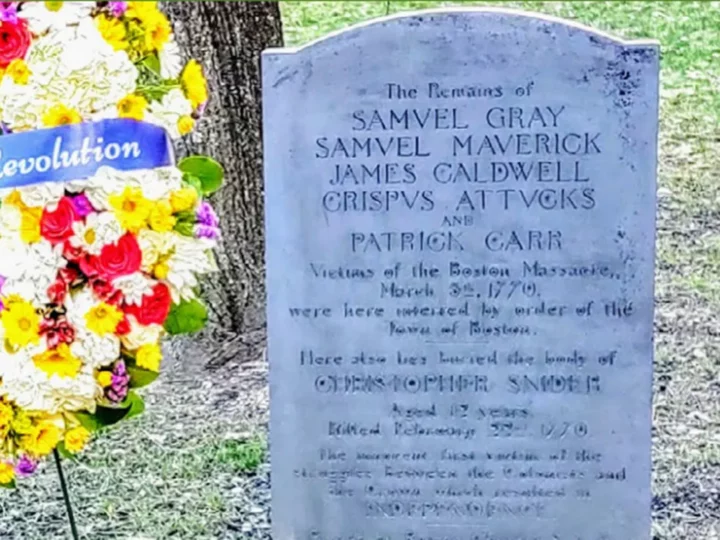 evolution
The Remains of
SAMVEL GRAY
SAMVEL MAVERICK
JAMES CALDWELL
CRISPVS ATTVCKS
AND
PATRICK CARR
Victims of the Boston Massacre,
March 5th, 1770,
were here interred by order of the
Town of Boston.
Here also lies buried the body of
CHRISTOPHER SNIDER
Aged 12 years
Killed February 22nd, 1770
The innocent first victim of the
struggles between the Colonists and
the Crown which resulted in
INDEPENDENCE